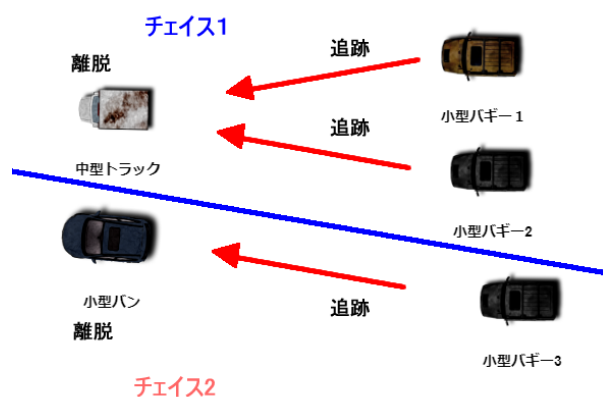 チェイス1
追跡
離脱
小型バギー１
追跡
中型トラック
小型バギー2
小型バン
追跡
離脱
小型バギー3
チェイス2